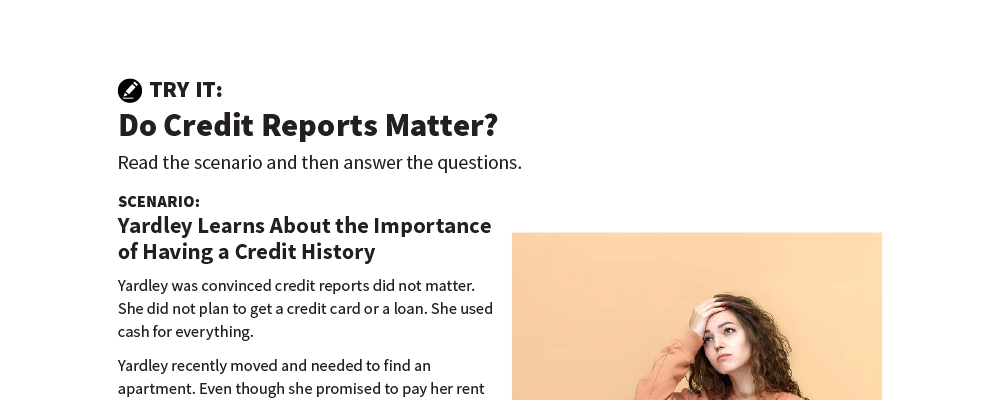 TRY IT:
Do Credit Reports Matter?
Read the scenario and then answer the questions.
SCENARIO:
Yardley Learns About the Importance
of Having a Credit History
Yardley was convinced credit reports did not matter.
She did not plan to get a credit card or a loan. She used
cash for everything.
Yardley recently moved and needed to find an
apartment. Even though she promised to pay her rent